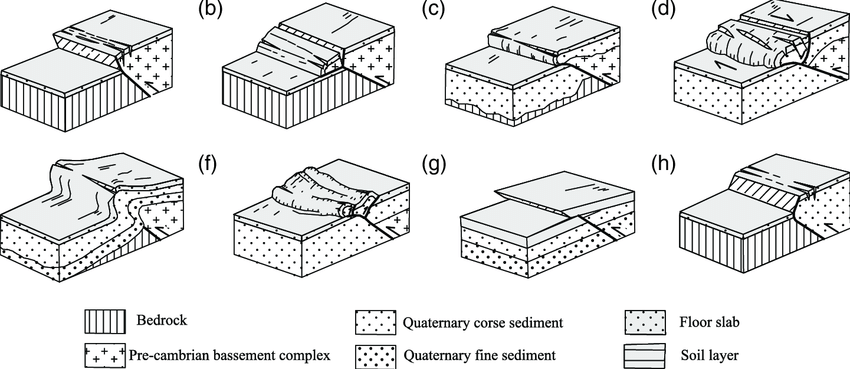 (b)
(c)
(d)
(f)
(g)
(h)
Bedrock
Quaternary corse sediment
Floor slab
Pre-cambrian bassement complex
Quaternary fine sediment
Soil layer